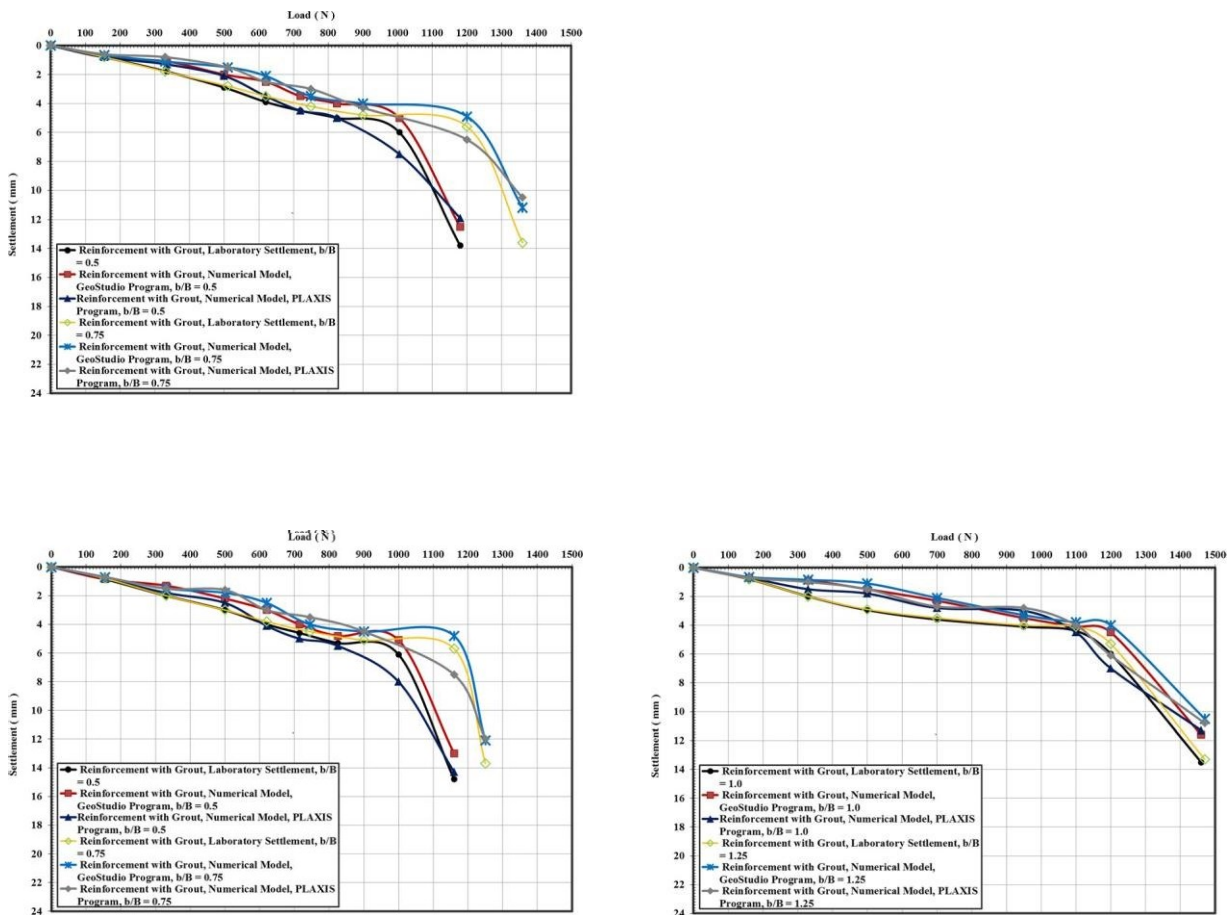 Load ( N )
0 100 200 300 400 500 600 700 800 900 1000 1100 1200 1300 1400 1500
0
2
4
6
8
10
12
14
16
18
20
22
24
Settlement ( mm )
Reinforcement with Grout, Laboratory Settlement, b/B
= 0.5
Reinforcement with Grout, Numerical Model,
GeoStudio Program, b/B = 0.5
Reinforcement with Grout, Numerical Model, PLAXIS
Program, b/B = 0.5
Reinforcement with Grout, Laboratory Settlement, b/B
= 0.75
Reinforcement with Grout, Numerical Model,
GeoStudio Program, b/B = 0.75
Reinforcement with Grout, Numerical Model, PLAXIS
Program, b/B = 0.75
Load ( N )
0 100 200 300 400 500 600 700 800 900 1000 1100 1200 1300 1400 1500
0
2
4
6
8
10
12
14
16
18
20
22
24
Settlement ( mm )
Reinforcement with Grout, Laboratory Settlement, b/B
= 0.5
Reinforcement with Grout, Numerical Model,
GeoStudio Program, b/B = 0.5
Reinforcement with Grout, Numerical Model, PLAXIS
Program, b/B = 0.5
Reinforcement with Grout, Laboratory Settlement, b/B
= 0.75
Reinforcement with Grout, Numerical Model,
GeoStudio Program, b/B = 0.75
Reinforcement with Grout, Numerical Model, PLAXIS
Program, b/B = 0.75
Load ( N )
0 100 200 300 400 500 600 700 800 900 1000 1100 1200 1300 1400 1500
0
2
4
6
8
10
12
14
16
18
20
22
24
Settlement ( mm )
Reinforcement with Grout, Laboratory Settlement, b/B
= 1.0
Reinforcement with Grout, Numerical Model,
GeoStudio Program, b/B = 1.0
Reinforcement with Grout, Numerical Model, PLAXIS
Program, b/B = 1.0
Reinforcement with Grout, Laboratory Settlement, b/B
= 1.25
Reinforcement with Grout, Numerical Model,
GeoStudio Program, b/B = 1.25
Reinforcement with Grout, Numerical Model, PLAXIS
Program, b/B = 1.25